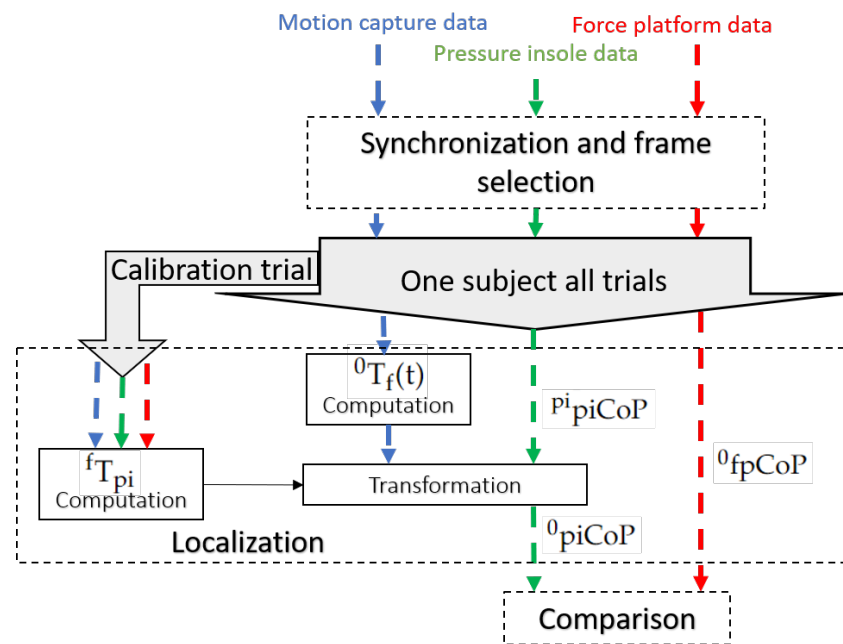 Motion capture data
Force platform data
Pressure insole data
Synchronization and frame
selection
Calibration trial
One subject all trials
⁰T_f(t)
Computation
ᵖⁱpiCoP
⁰fpCoP
ᶠT_pi
Computation
Transformation
⁰piCoP
Localization
Comparison